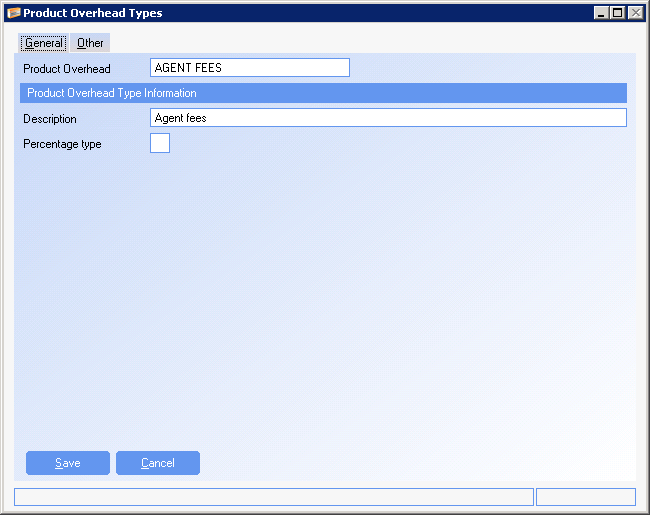 Product Overhead Types
General Other
Product Overhead AGENT FEES
Product Overhead Type Information
Description Agent fees
Percentage type
Save Cancel